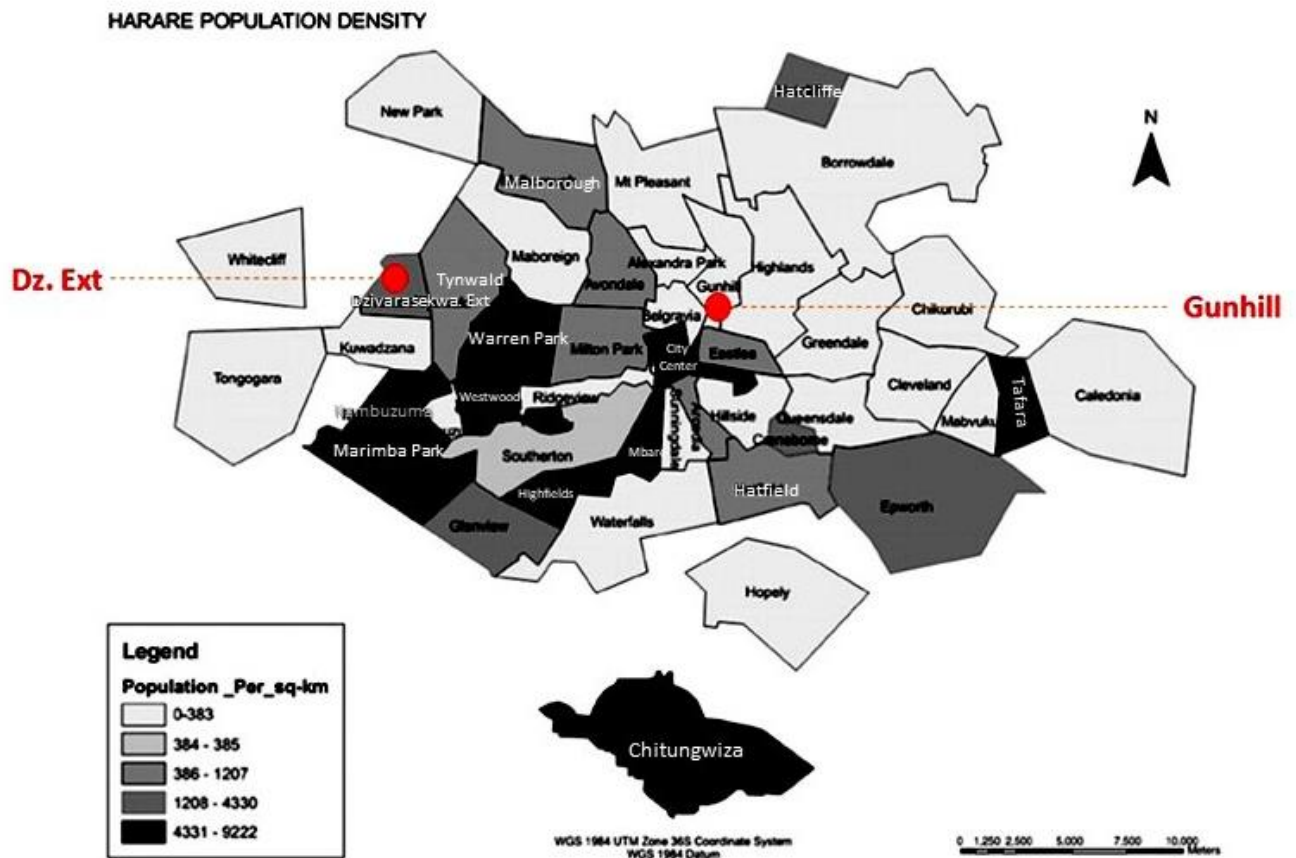 HARARE POPULATION DENSITY
Hatcliffe
New Park
N
Borrowdale
Malborough
Mt Pleasant
Whitecliff
Maboreign
Alexandra Park
Highlands
Dz. Ext
Tynwald
Avondale
Gunhill
Dzivarasekwa. Ext
Gunhill
Belgravia
Chikurubi
Kuwadzana
Warren Park
Milton Park
City
Center
Eastlea
Greendale
Tongogara
Westwood
Ridgeview
Cleveland
Tafara
Caledonia
Kambuzuma
Hillside
Queensdale
Mabvuku
Marimba Park
Southerton
Mbare
Sunningdale
Arcadia
Highfields
Hatfield
Glenview
Waterfalls
Epworth
Hopely
Legend
Population _Per_sq-km
0-383
384 - 385
386 - 1207
1208 - 4330
4331 - 9222
Chitungwiza
WGS 1984 UTM Zone 36S Coordinate System
WGS 1984 Datum
0 1,250 2,500 5,000 7,500 10,000
Meters